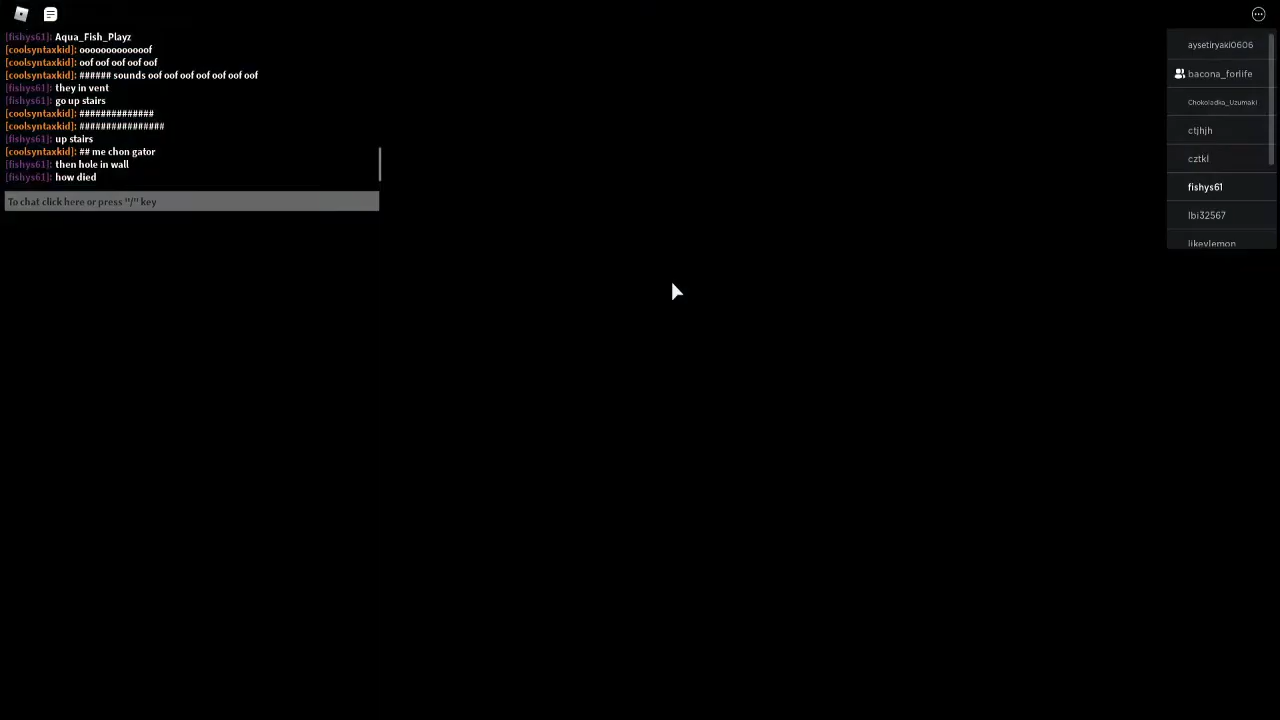 [fishys61]: Aqua_Fish_Playz
[coolsyntaxkid]: ooooooooooooof
[coolsyntaxkid]: oof oof oof oof oof
[coolsyntaxkid]: ###### sounds oof oof oof oof oof oof oof
[fishys61]: they in vent
[fishys61]: go up stairs
[coolsyntaxkid]: ##############
[coolsyntaxkid]: ################
[fishys61]: up stairs
[coolsyntaxkid]: ## me chon gator
[fishys61]: then hole in wall
[fishys61]: how died
To chat click here or press "/" key
aysetiryaki0606
bacona_forlife
Chokoladka_Uzumaki
ctjhjh
cztkl
fishys61
lbi32567
likeylemon